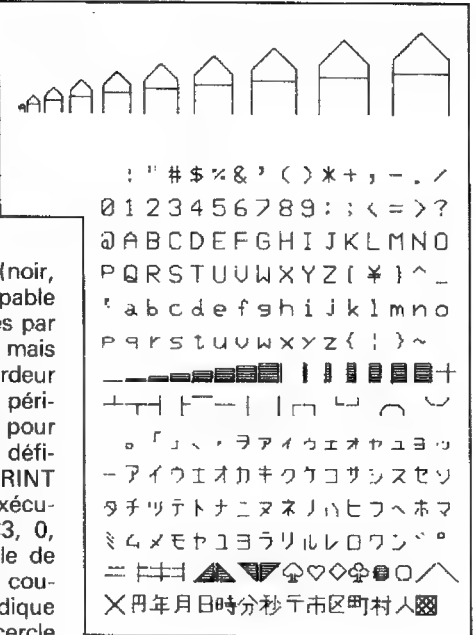 (noir,
pable
es par
mais
rdeur
péri-
pour
défi-
RINT
xécu-
3, 0,
le de
cou-
dique
cercle
! " # $ % & ' ( ) * + , - . /
0 1 2 3 4 5 6 7 8 9 : ; < = > ?
@ A B C D E F G H I J K L M N O
P Q R S T U V W X Y Z [ ¥ ] ^ _
` a b c d e f g h i j k l m n o
p q r s t u v w x y z { ¦ } ~
。 「 」 、 ・ ヲ ァ ィ ゥ ェ ォ ャ ュ ョ ッ
ー ア イ ウ エ オ カ キ ク ケ コ サ シ ス セ ソ
タ チ ツ テ ト ナ ニ ヌ ネ ノ ハ ヒ フ ヘ ホ マ
ミ ム メ モ ヤ ユ ヨ ラ リ ル レ ロ ワ ン ゛ ゜
♠ ♡ ◇ ♣ ● ○ ╱ ╲
╳ 円 年 月 日 時 分 秒 〒 市 区 町 村 人